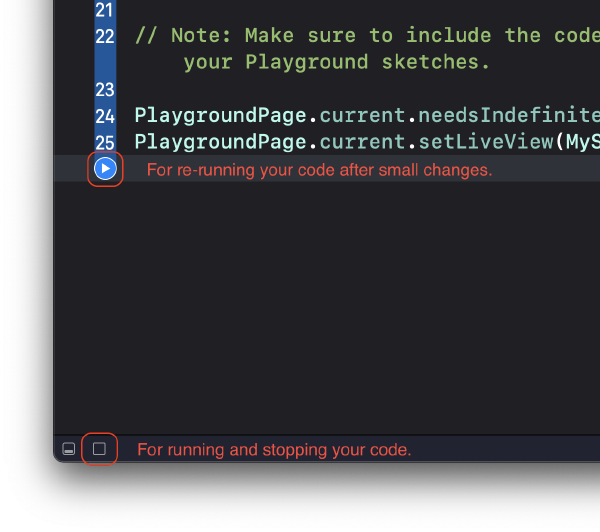 21
22 // Note: Make sure to include the code
your Playground sketches.
23
24 PlaygroundPage.current.needsIndefinite
25 PlaygroundPage.current.setLiveView(MyS
For re-running your code after small changes.
For running and stopping your code.